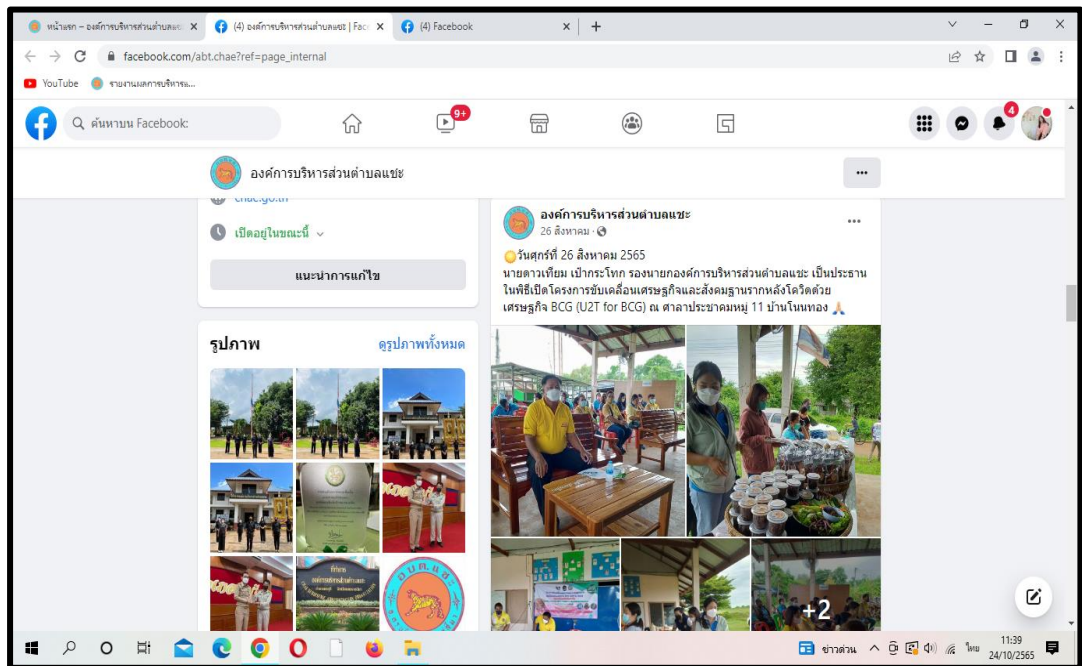 หน้าแรก – องค์การบริหารส่วนตำบลแชะ
(4) องค์การบริหารส่วนตำบลแชะ | Face
(4) Facebook
facebook.com/abt.chae?ref=page_internal
YouTube
รายงานผลการบริหารง...
ค้นหาบน Facebook:
9+
4
องค์การบริหารส่วนตำบลแช่ะ
chae.go.th
เปิดอยู่ในขณะนี้
แนะนำการแก้ไข
รูปภาพ
ดูรูปภาพทั้งหมด
องค์การบริหารส่วนตำบลแชะ
26 สิงหาคม ·
วันศุกร์ที่ 26 สิงหาคม 2565
นายดาวเทียม เป้ากระโทก รองนายกองค์การบริหารส่วนตำบลแชะ เป็นประธาน
ในพิธีเปิดโครงการขับเคลื่อนเศรษฐกิจและสังคมฐานรากหลังโควิดด้วย
เศรษฐกิจ BCG (U2T for BCG) ณ ศาลาประชาคมหมู่ 11 บ้านโนนทอง
+2
อบต.แชะ
ข่าวด่วน
ไทย
11:39
24/10/2565